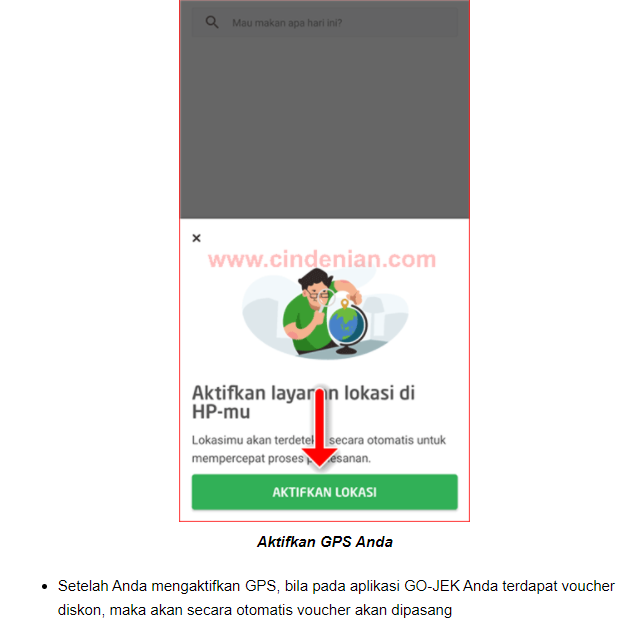 Mau makan apa hari ini?
×
www.cindenian.com
Aktifkan layanan lokasi di
HP-mu
Lokasimu akan terdeteksi secara otomatis untuk
mempercepat proses pemesanan.
AKTIFKAN LOKASI
Aktifkan GPS Anda
• Setelah Anda mengaktifkan GPS, bila pada aplikasi GO-JEK Anda terdapat voucher
diskon, maka akan secara otomatis voucher akan dipasang